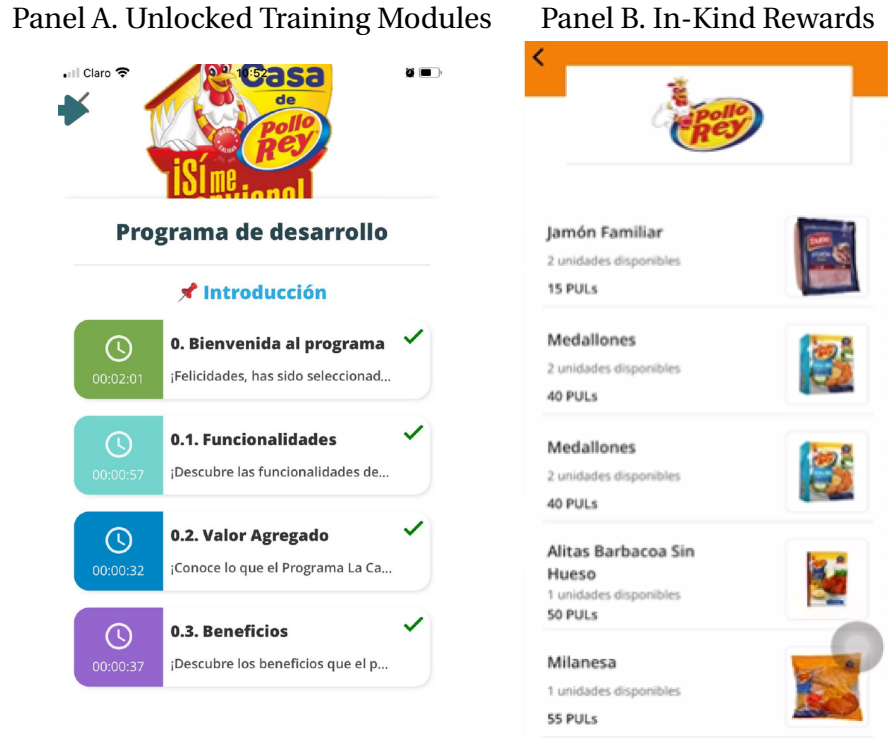 Panel A. Unlocked Training Modules
Claro
10:52
Casa
de
Pollo
Rey
¡Sí me
Programa de desarrollo
Introducción
00:02:01
0. Bienvenida al programa
¡Felicidades, has sido seleccionad...
00:00:57
0.1. Funcionalidades
¡Descubre las funcionalidades de...
00:00:32
0.2. Valor Agregado
¡Conoce lo que el Programa La Ca...
00:00:37
0.3. Beneficios
¡Descubre los beneficios que el p...
Panel B. In-Kind Rewards
Pollo
Rey
Jamón Familiar
2 unidades disponibles
15 PULs
Medallones
2 unidades disponibles
40 PULs
Medallones
2 unidades disponibles
40 PULs
Alitas Barbacoa Sin
Hueso
1 unidades disponibles
50 PULs
Milanesa
1 unidades disponibles
55 PULs